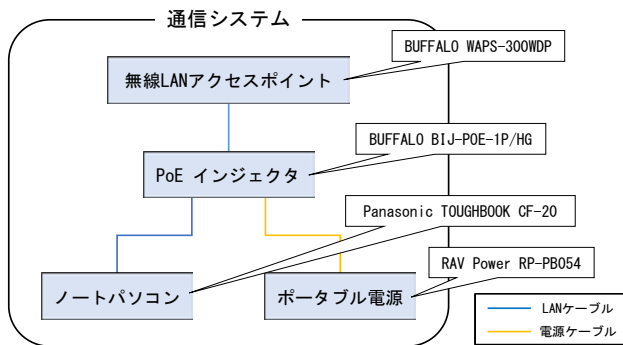 通信システム
BUFFALO WAPS-300WDP
無線LANアクセスポイント
BUFFALO BIJ-POE-1P/HG
PoE インジェクタ
Panasonic TOUGHBOOK CF-20
RAV Power RP-PB054
ノートパソコン
ポータブル電源
LANケーブル
電源ケーブル